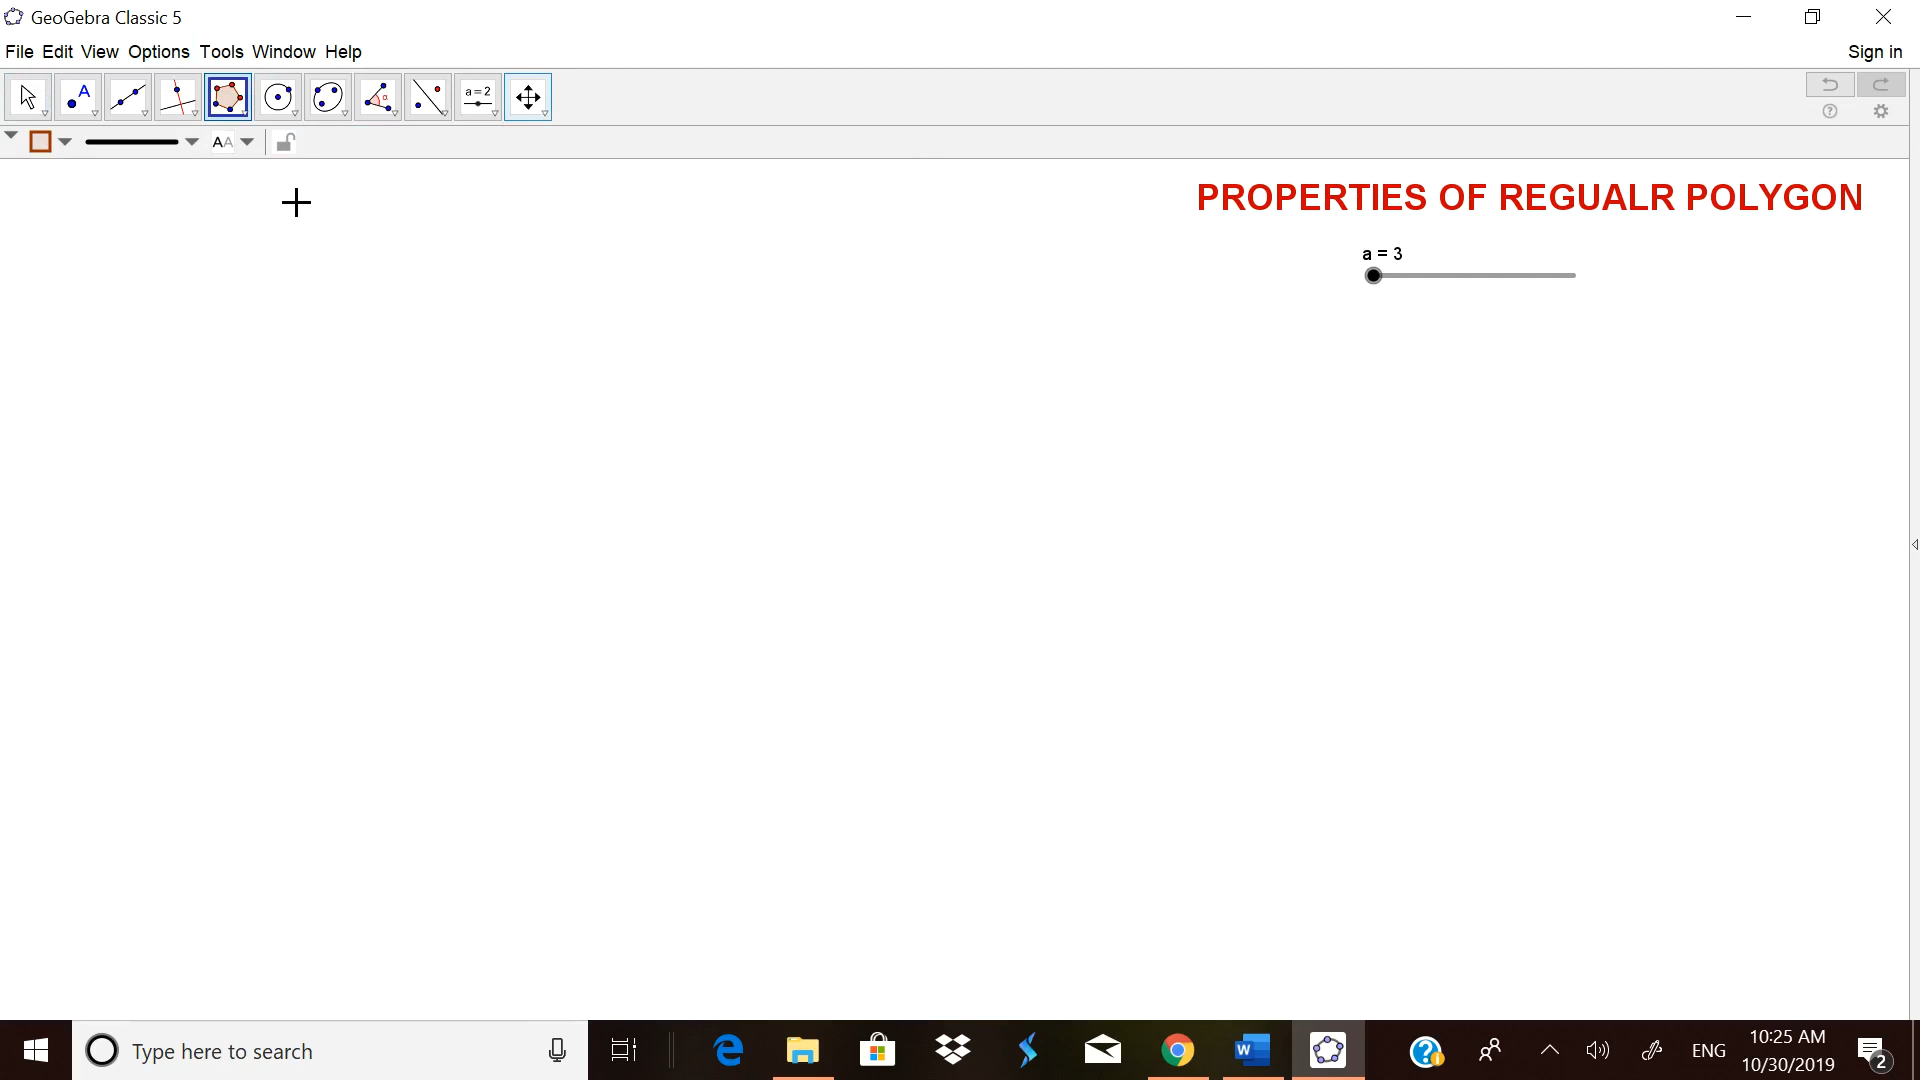 GeoGebra Classic 5
File Edit View Options Tools Window Help
Sign in
A
a = 2
AA
PROPERTIES OF REGUALR POLYGON
a = 3
Type here to search
ENG
10:25 AM
10/30/2019
2